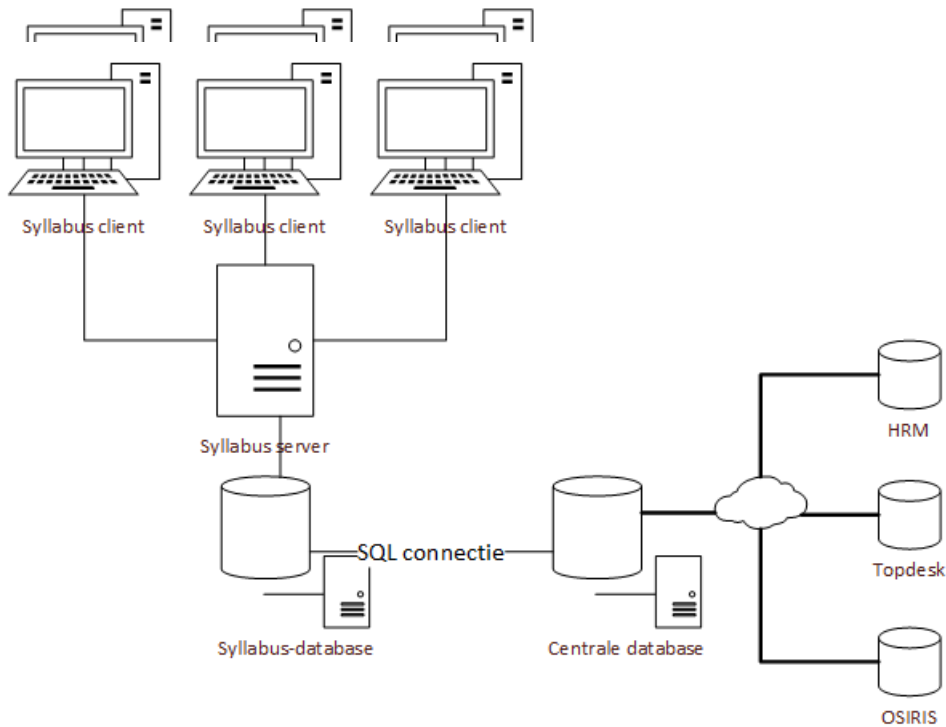 Syllabus client
Syllabus client
Syllabus client
Syllabus server
HRM
SQL connectie
Topdesk
Syllabus-database
Centrale database
OSIRIS